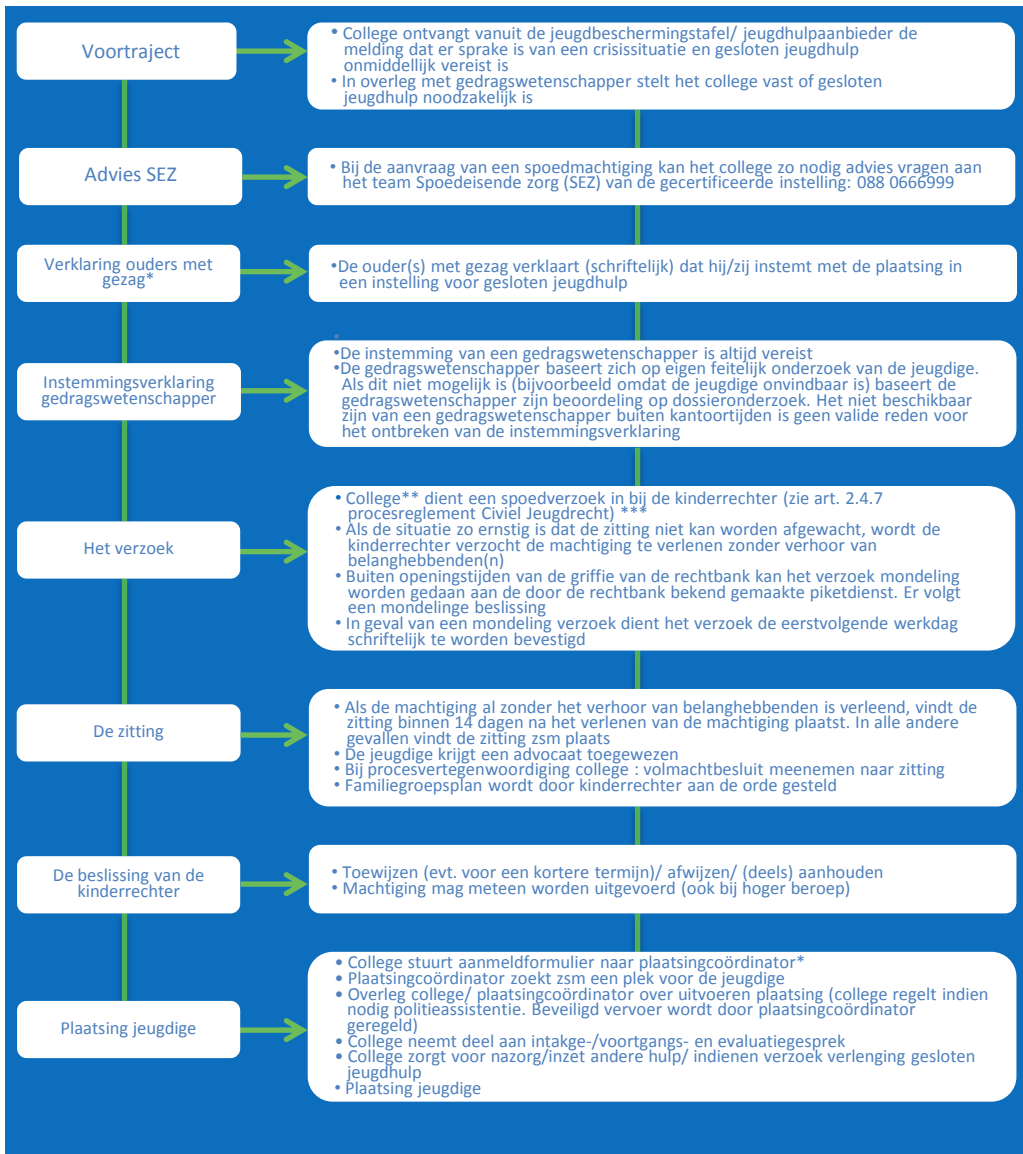 Voortraject
• College ontvangt vanuit de jeugdbeschermingstafel/ jeugdhulpaanbieder de
melding dat er sprake is van een crisissituatie en gesloten jeugdhulp
onmiddellijk vereist is
• In overleg met gedragswetenschapper stelt het college vast of gesloten
jeugdhulp noodzakelijk is
Advies SEZ
• Bij de aanvraag van een spoedmachtiging kan het college zo nodig advies vragen aan
het team Spoedeisende zorg (SEZ) van de gecertificeerde instelling: 088 0666999
Verklaring ouders met
gezag*
•De ouder(s) met gezag verklaart (schriftelijk) dat hij/zij instemt met de plaatsing in
een instelling voor gesloten jeugdhulp
Instemmingsverklaring
gedragswetenschapper
•
•De instemming van een gedragswetenschapper is altijd vereist
•De gedragswetenschapper baseert zich op eigen feitelijk onderzoek van de jeugdige.
Als dit niet mogelijk is (bijvoorbeeld omdat de jeugdige onvindbaar is) baseert de
gedragswetenschapper zijn beoordeling op dossieronderzoek. Het niet beschikbaar
zijn van een gedragswetenschapper buiten kantoortijden is geen valide reden voor
het ontbreken van de instemmingsverklaring
Het verzoek
• College** dient een spoedverzoek in bij de kinderrechter (zie art. 2.4.7
procesreglement Civiel Jeugdrecht) ***
• Als de situatie zo ernstig is dat de zitting niet kan worden afgewacht, wordt de
kinderrechter verzocht de machtiging te verlenen zonder verhoor van
belanghebbenden(n)
• Buiten openingstijden van de griffie van de rechtbank kan het verzoek mondeling
worden gedaan aan de door de rechtbank bekend gemaakte piketdienst. Er volgt
een mondelinge beslissing
• In geval van een mondeling verzoek dient het verzoek de eerstvolgende werkdag
schriftelijk te worden bevestigd
De zitting
• Als de machtiging al zonder het verhoor van belanghebbenden is verleend, vindt de
zitting binnen 14 dagen na het verlenen van de machtiging plaatst. In alle andere
gevallen vindt de zitting zsm plaats
• De jeugdige krijgt een advocaat toegewezen
• Bij procesvertegenwoordiging college : volmachtbesluit meenemen naar zitting
• Familiegroepsplan wordt door kinderrechter aan de orde gesteld
De beslissing van de
kinderrechter
• Toewijzen (evt. voor een kortere termijn)/ afwijzen/ (deels) aanhouden
• Machtiging mag meteen worden uitgevoerd (ook bij hoger beroep)
Plaatsing jeugdige
• College stuurt aanmeldformulier naar plaatsingcoördinator*
• Plaatsingcoördinator zoekt zsm een plek voor de jeugdige
• Overleg college/ plaatsingcoördinator over uitvoeren plaatsing (college regelt indien
nodig politieassistentie. Beveiligd vervoer wordt door plaatsingcoördinator
geregeld)
• College neemt deel aan intakge-/voortgangs- en evaluatiegesprek
• College zorgt voor nazorg/inzet andere hulp/ indienen verzoek verlenging gesloten
jeugdhulp
• Plaatsing jeugdige